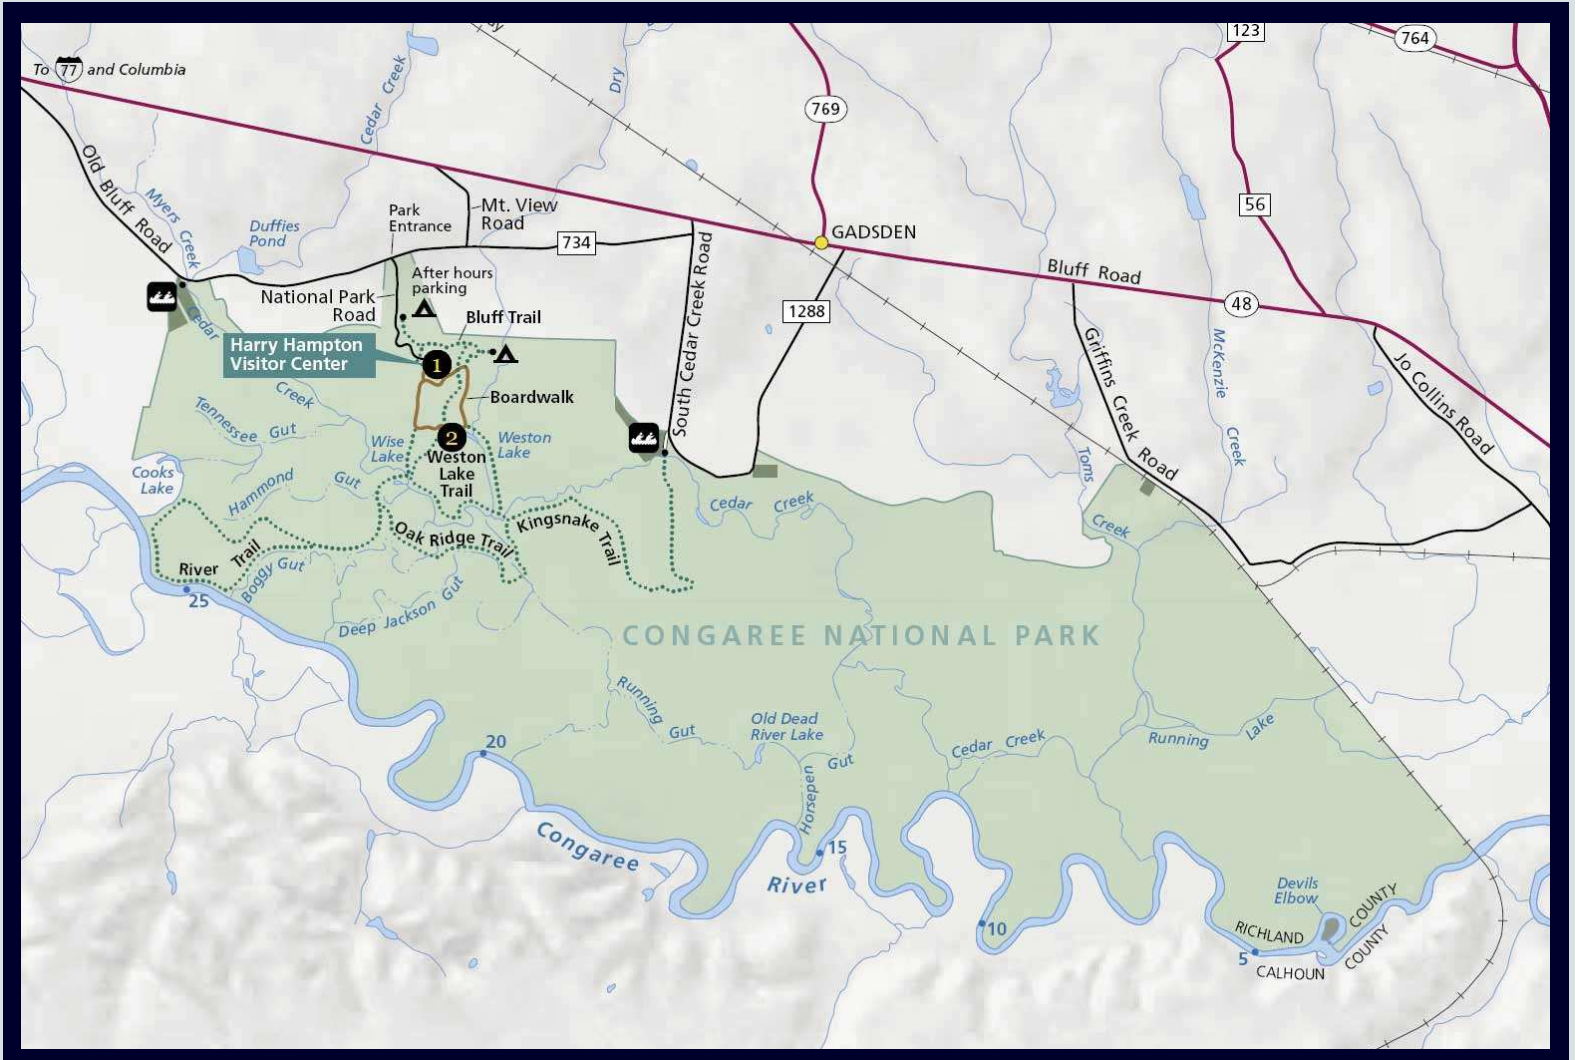 123
764
To 77 and Columbia
Cedar Creek
Dry
769
Old Bluff Road
Myers Creek
Duffies
Pond
Park
Entrance
Mt. View
Road
56
734
GADSDEN
Bluff Road
48
After hours
parking
National Park
Road
Bluff Trail
South Cedar Creek Road
1288
Cedar
Creek
Harry Hampton
Visitor Center
1
Boardwalk
Griffins Creek Road
McKenzie Creek
Jo Collins Road
Tennessee Gut
2
Wise
Lake
Weston
Lake
Weston
Lake
Trail
Cooks
Lake
Hammond Gut
Toms
Creek
Cedar Creek
Oak Ridge Trail
Kingsnake Trail
River Trail
Boggy Gut
25
Deep Jackson Gut
CONGAREE NATIONAL PARK
Running Gut
Old Dead
River Lake
20
Horsepen Gut
Cedar Creek
Running Lake
Congaree River
15
10
Devils
Elbow
RICHLAND COUNTY
5
CALHOUN COUNTY